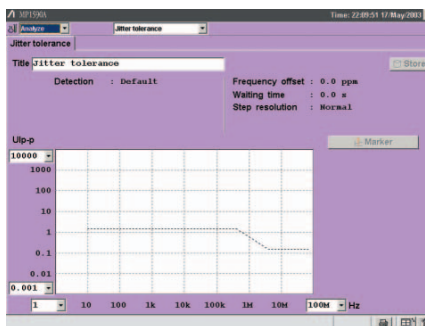 MP1590A Time: 22:09:51 17/May/2003
Analyze Jitter tolerance
Jitter tolerance
Title Jitter tolerance Store
Detection : Default Frequency offset : 0.0 ppm
Waiting time : 0.0 s
Step resolution : Normal
UIp-p Marker
10000
1000
100
10
1
0.1
0.01
0.001
1 10 100 1k 10k 100k 1M 10M 100M Hz